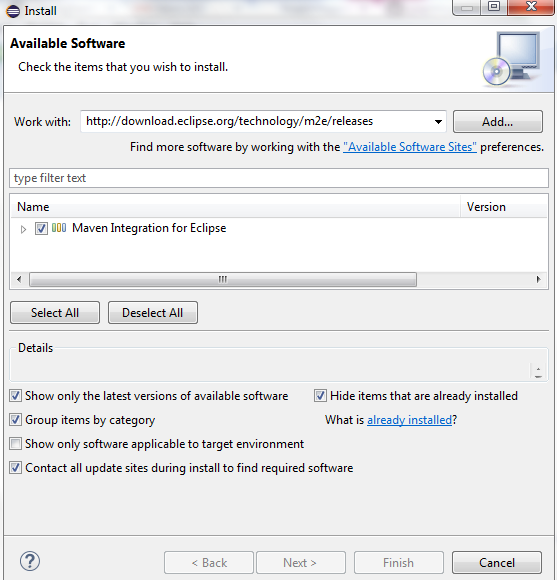 Install
Available Software
Check the items that you wish to install.
Work with: http://download.eclipse.org/technology/m2e/releases Add...
Find more software by working with the "Available Software Sites" preferences.
type filter text
Name Version
Maven Integration for Eclipse
Select All Deselect All
Details
Show only the latest versions of available software Hide items that are already installed
Group items by category What is already installed?
Show only software applicable to target environment
Contact all update sites during install to find required software
? < Back Next > Finish Cancel